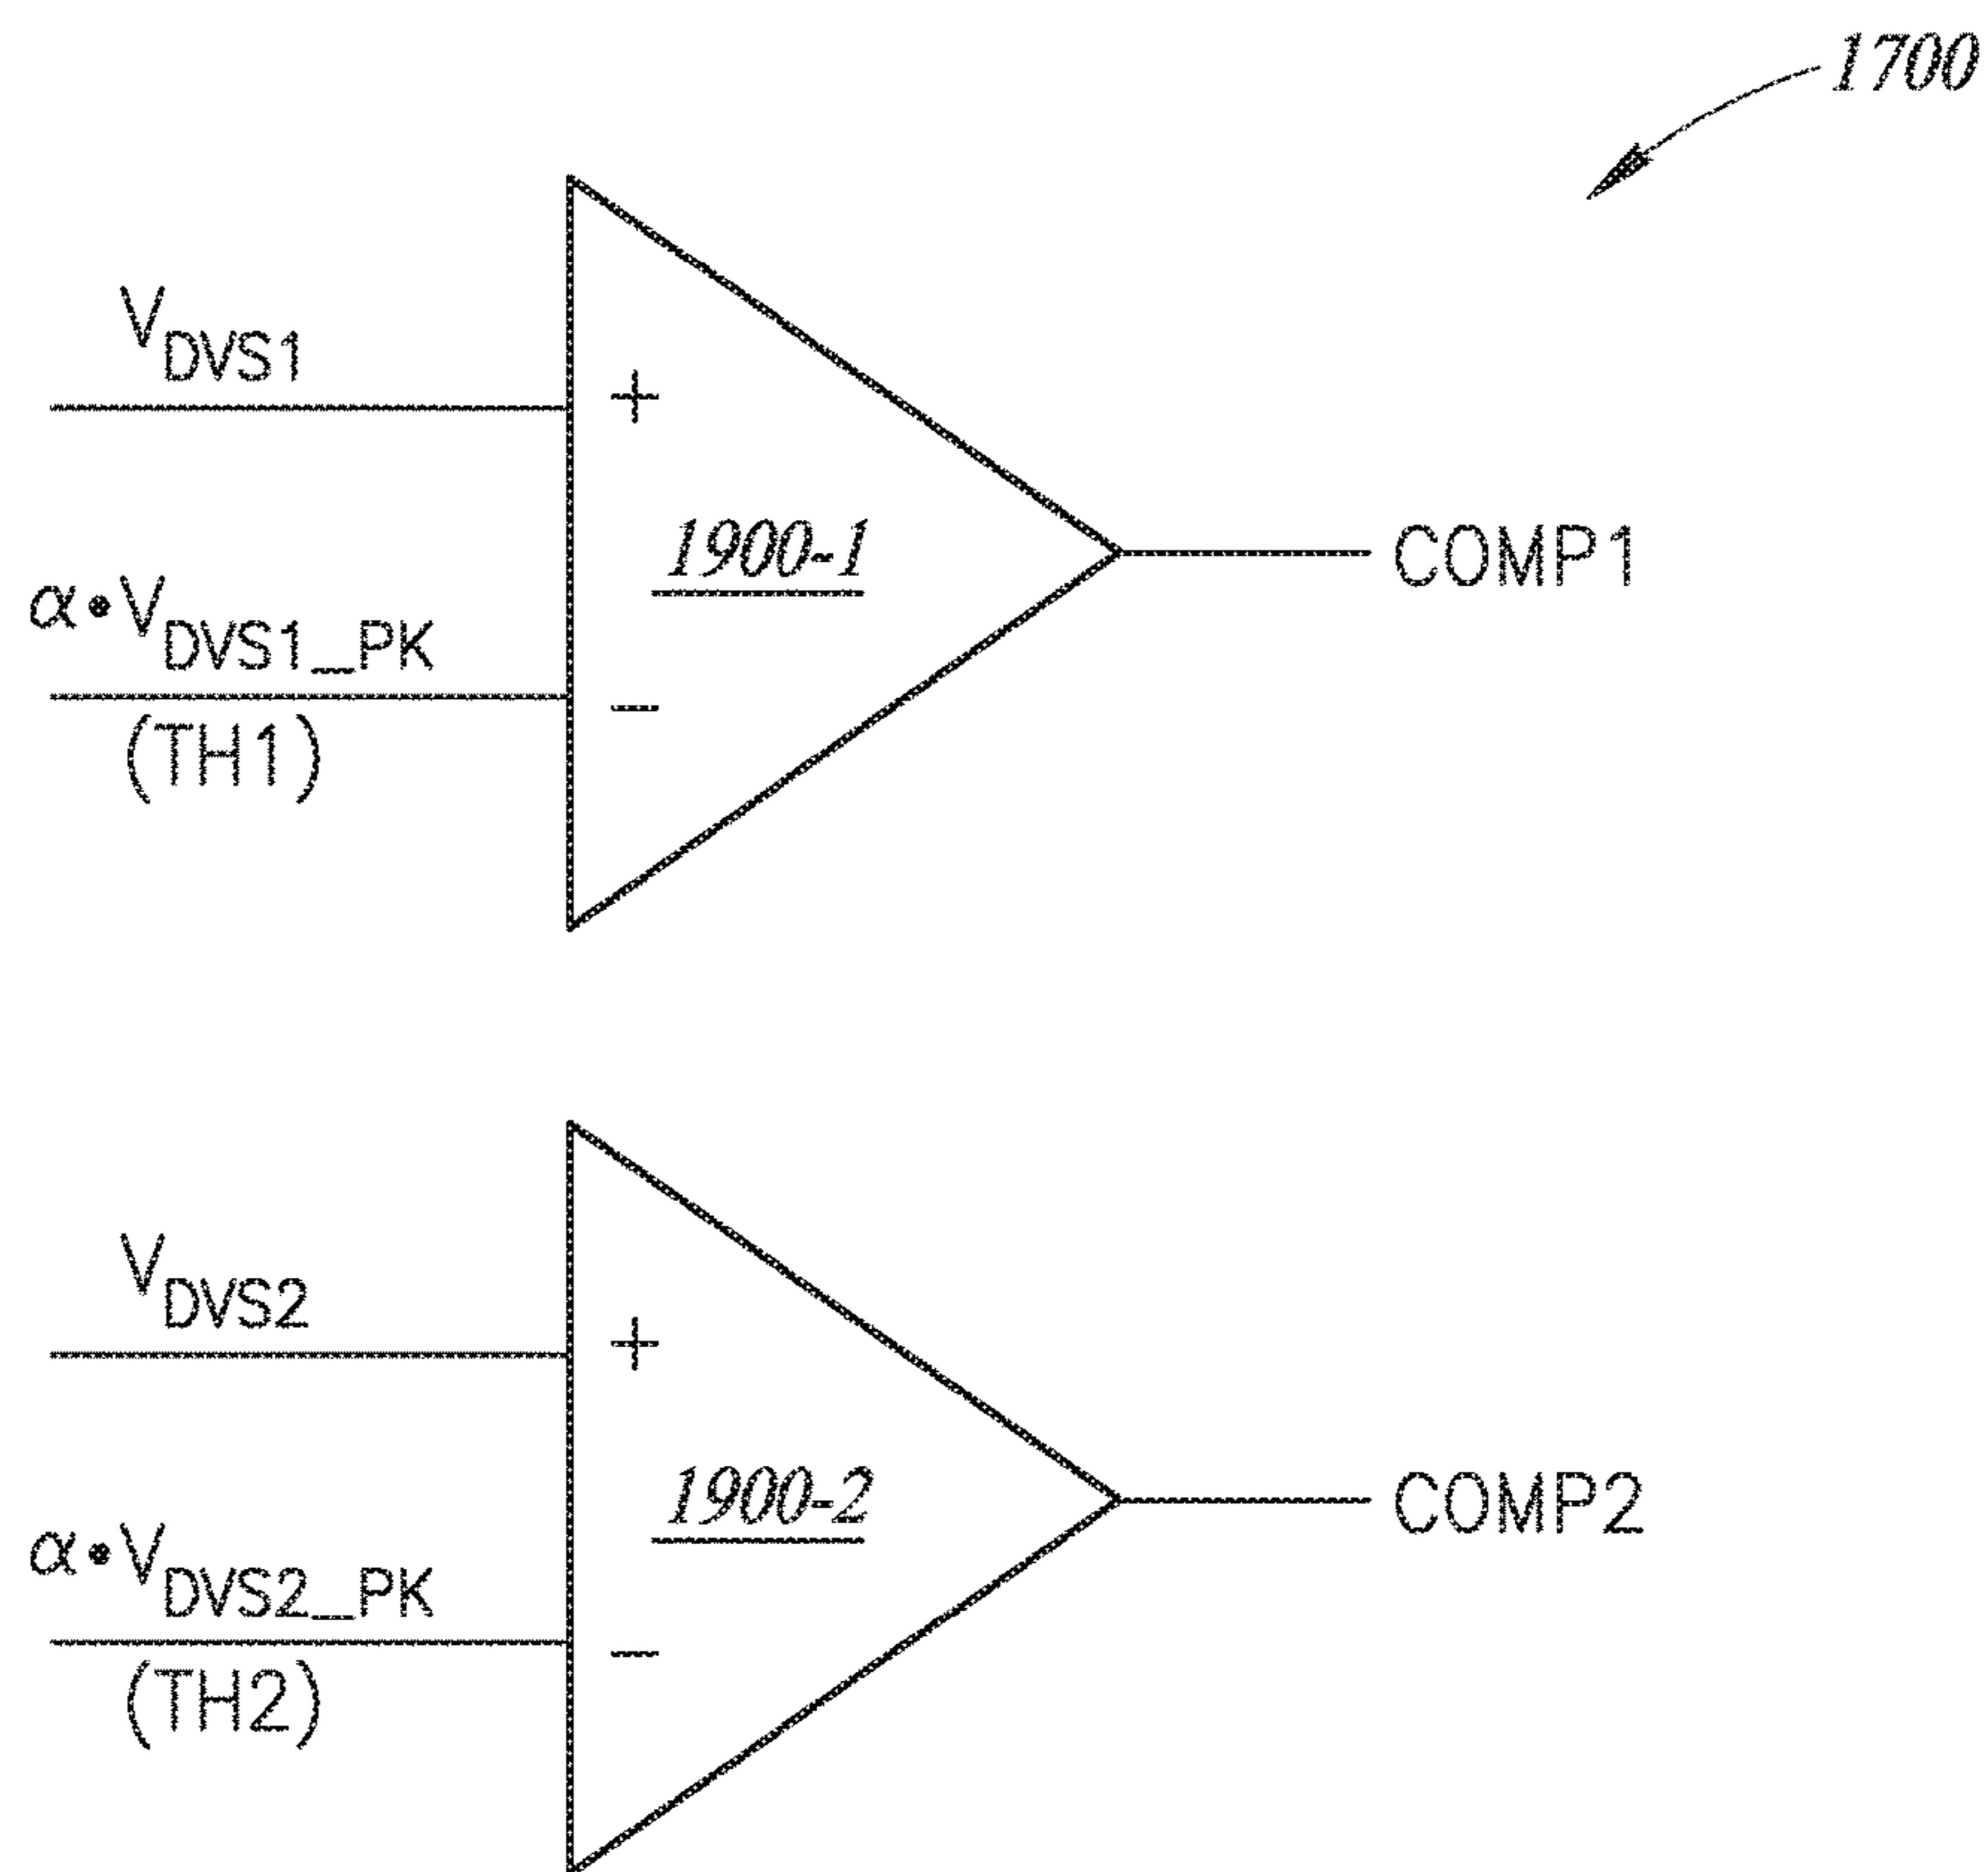 1700
V_DVS1
+
1900-1
COMP1
α•V_DVS1_PK
−
(TH1)
V_DVS2
+
1900-2
COMP2
α•V_DVS2_PK
−
(TH2)